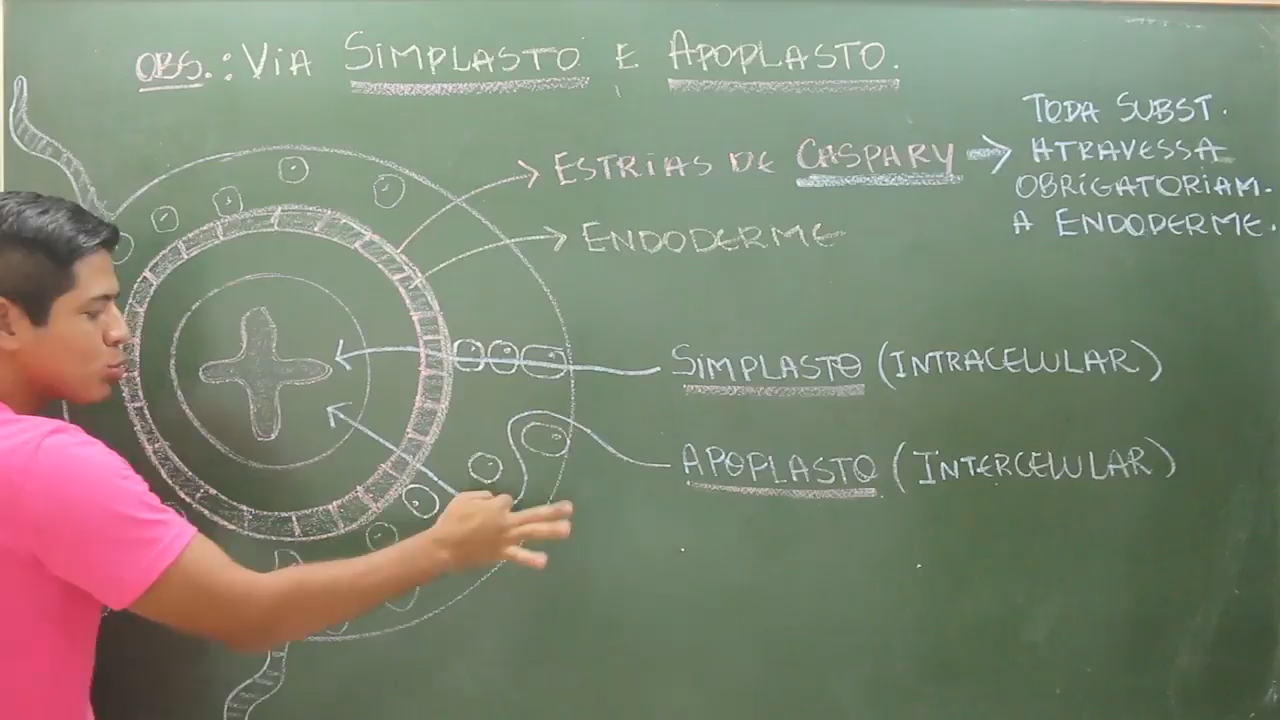 OBS.: VIA SIMPLASTO E APOPLASTO.
ESTRIAS DE CASPARY → TODA SUBST.
ATRAVESSA
OBRIGATORIAM.
A ENDODERME.
ENDODERME
SIMPLASTO (INTRACELULAR)
APOPLASTO (INTERCELULAR)